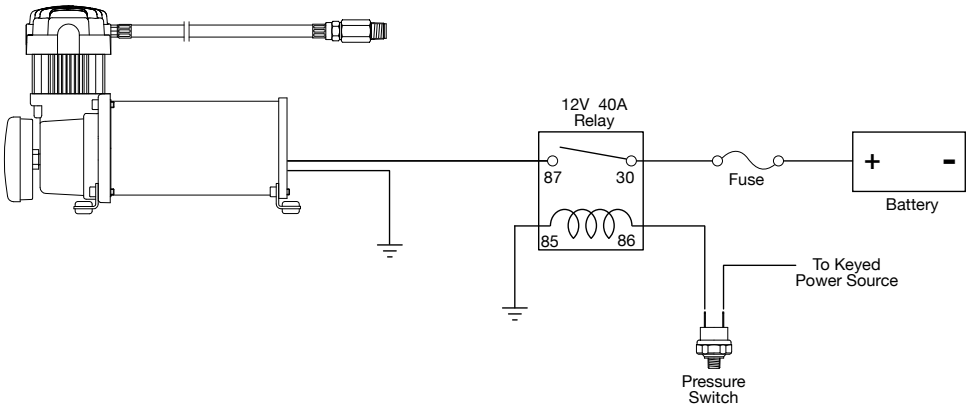 12V 40A
Relay
87
30
Fuse
+
-
Battery
85
86
To Keyed
Power Source
Pressure
Switch